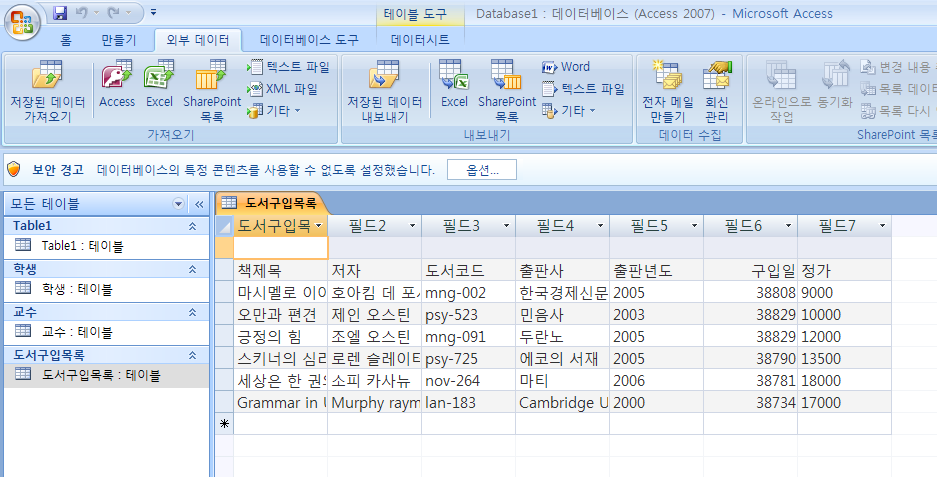 테이블 도구
Database1 : 데이터베이스 (Access 2007) - Microsoft Access
홈 만들기 외부 데이터 데이터베이스 도구 데이터시트
저장된 데이터 가져오기
Access
Excel
SharePoint 목록
텍스트 파일
XML 파일
기타
가져오기
저장된 데이터 내보내기
Excel
SharePoint 목록
Word
텍스트 파일
기타
내보내기
전자 메일 만들기
회신 관리
데이터 수집
온라인으로 작업
동기화
변경 내용
목록 데이터
목록 다시
SharePoint 목록
보안 경고 데이터베이스의 특정 콘텐츠를 사용할 수 없도록 설정했습니다. 옵션...
모든 테이블 «
Table1
Table1 : 테이블
학생
학생 : 테이블
교수
교수 : 테이블
도서구입목록
도서구입목록 : 테이블
도서구입목록
도서구입목 필드2 필드3 필드4 필드5 필드6 필드7
책제목 저자 도서코드 출판사 출판년도 구입일 정가
마시멜로 이야 호아킴 데 포 mng-002 한국경제신문 2005 38808 9000
오만과 편견 제인 오스틴 psy-523 민음사 2003 38829 10000
긍정의 힘 조엘 오스틴 mng-091 두란노 2005 38829 12000
스키너의 심리 로렌 슬레이터 psy-725 에코의 서재 2005 38790 13500
세상은 한 권의 소피 카사뉴 nov-264 마티 2006 38781 18000
Grammar in U Murphy raym lan-183 Cambridge U 2000 38734 17000